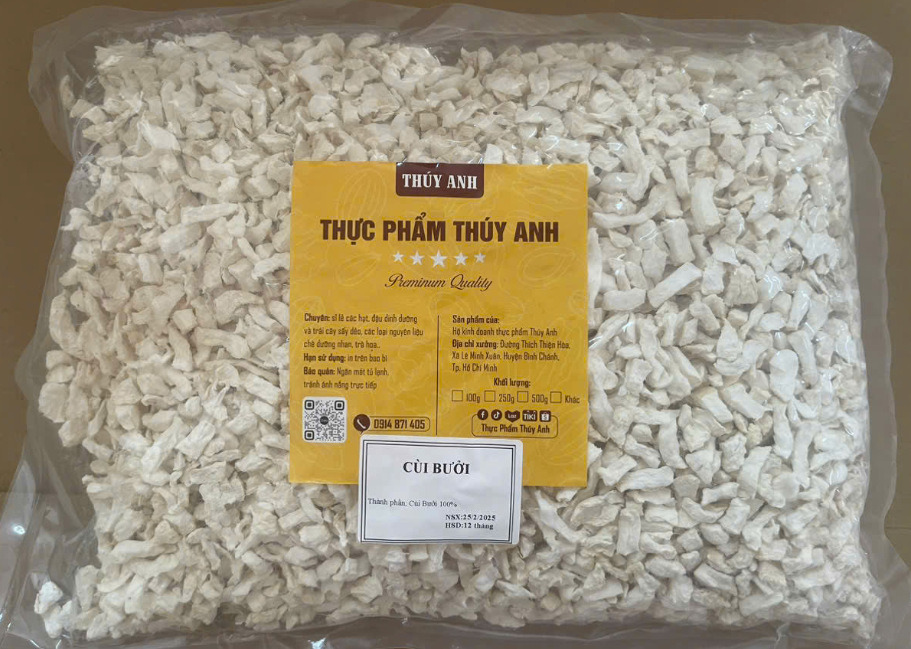 THÚY ANH
THỰC PHẨM THÚY ANH
Premium Quality
Chuyên: sỉ lẻ các hạt, đậu dinh dưỡng
và trái cây sấy dẻo, các loại nguyên liệu
chè dưỡng nhan, trà hoa,.
Hạn sử dụng: in trên bao bì
Bảo quản: Ngăn mát tủ lạnh,
tránh ánh nắng trực tiếp
0914 871 405
Sản phẩm của:
Hộ kinh doanh thực phẩm Thúy Anh
Địa chỉ xưởng: Đường Thích Thiện Hòa,
Xã Lê Minh Xuân, Huyện Bình Chánh,
Tp. Hồ Chí Minh
Khối lượng:
100g 250g 500g Khác
TIKI
Thực Phẩm Thúy Anh
CÙI BƯỞI
Thành phần, Cùi Bưởi 100%
NSX:25/2/2025
HSD:12 tháng